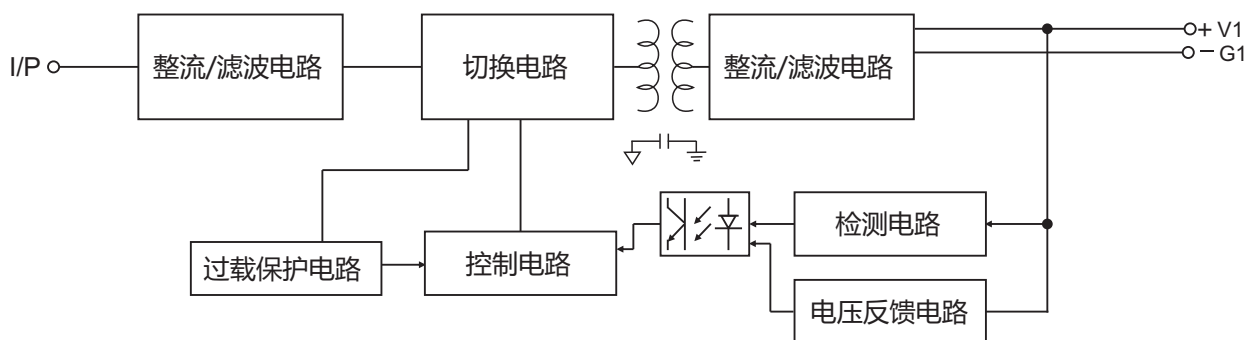 I/P
整流/滤波电路
切换电路
整流/滤波电路
+ V1
− G1
检测电路
过载保护电路
控制电路
电压反馈电路